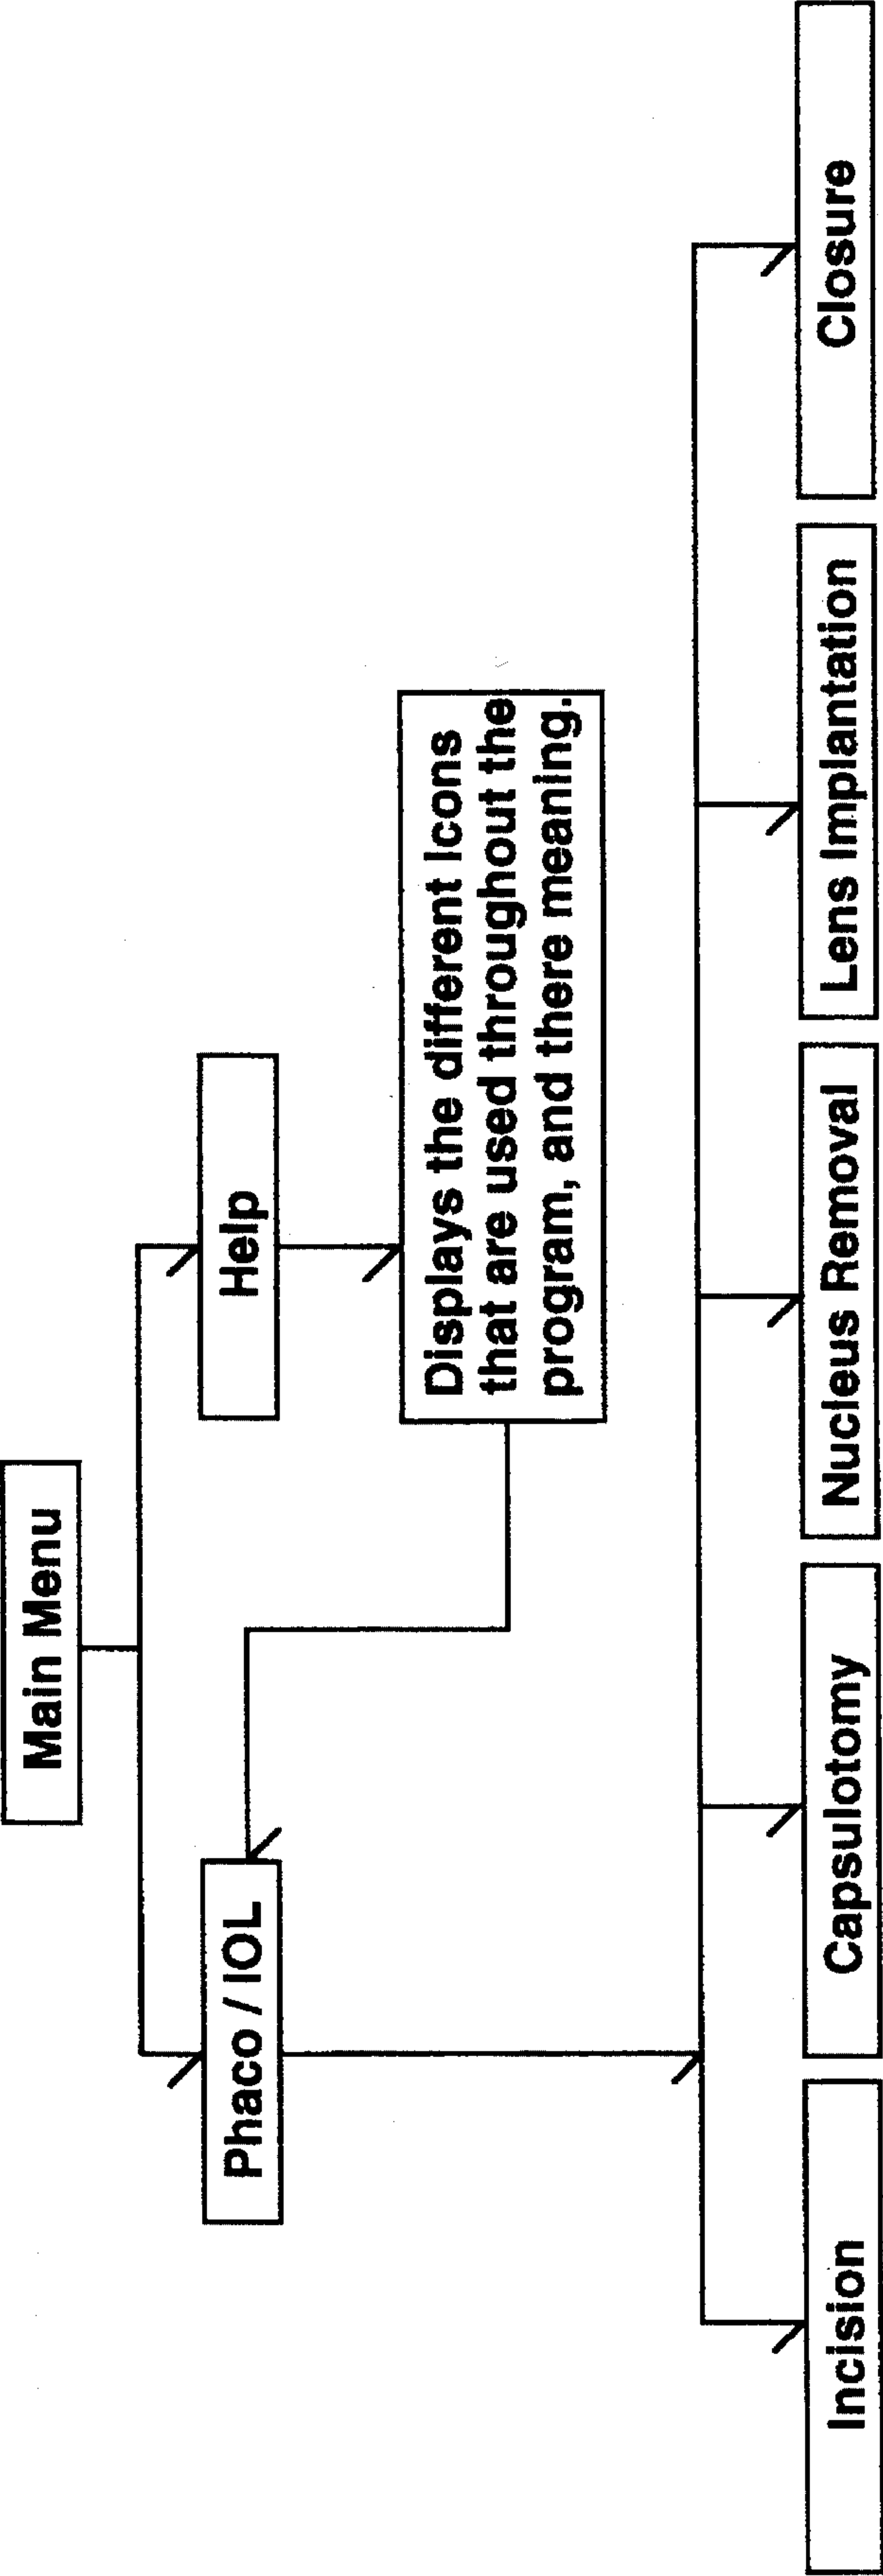 Main Menu
Phaco / IOL
Help
Displays the different Icons
that are used throughout the
program, and there meaning.
Incision
Capsulotomy
Nucleus Removal
Lens Implantation
Closure